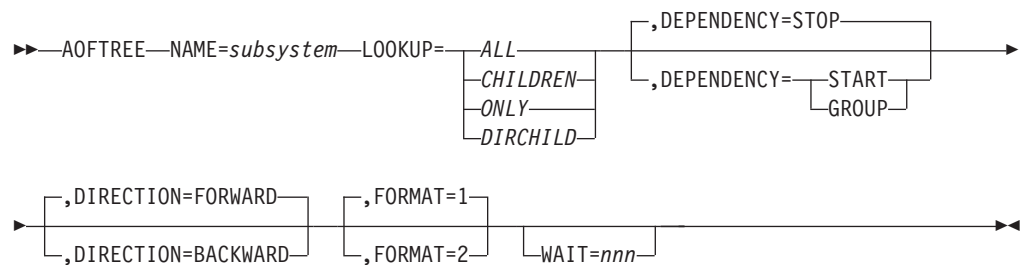 ,DEPENDENCY=STOP
AOFTREE NAME=subsystem LOOKUP= ALL
CHILDREN
ONLY
DIRCHILD
,DEPENDENCY= START
GROUP
,DIRECTION=FORWARD
,DIRECTION=BACKWARD
,FORMAT=1
,FORMAT=2
WAIT=nnn